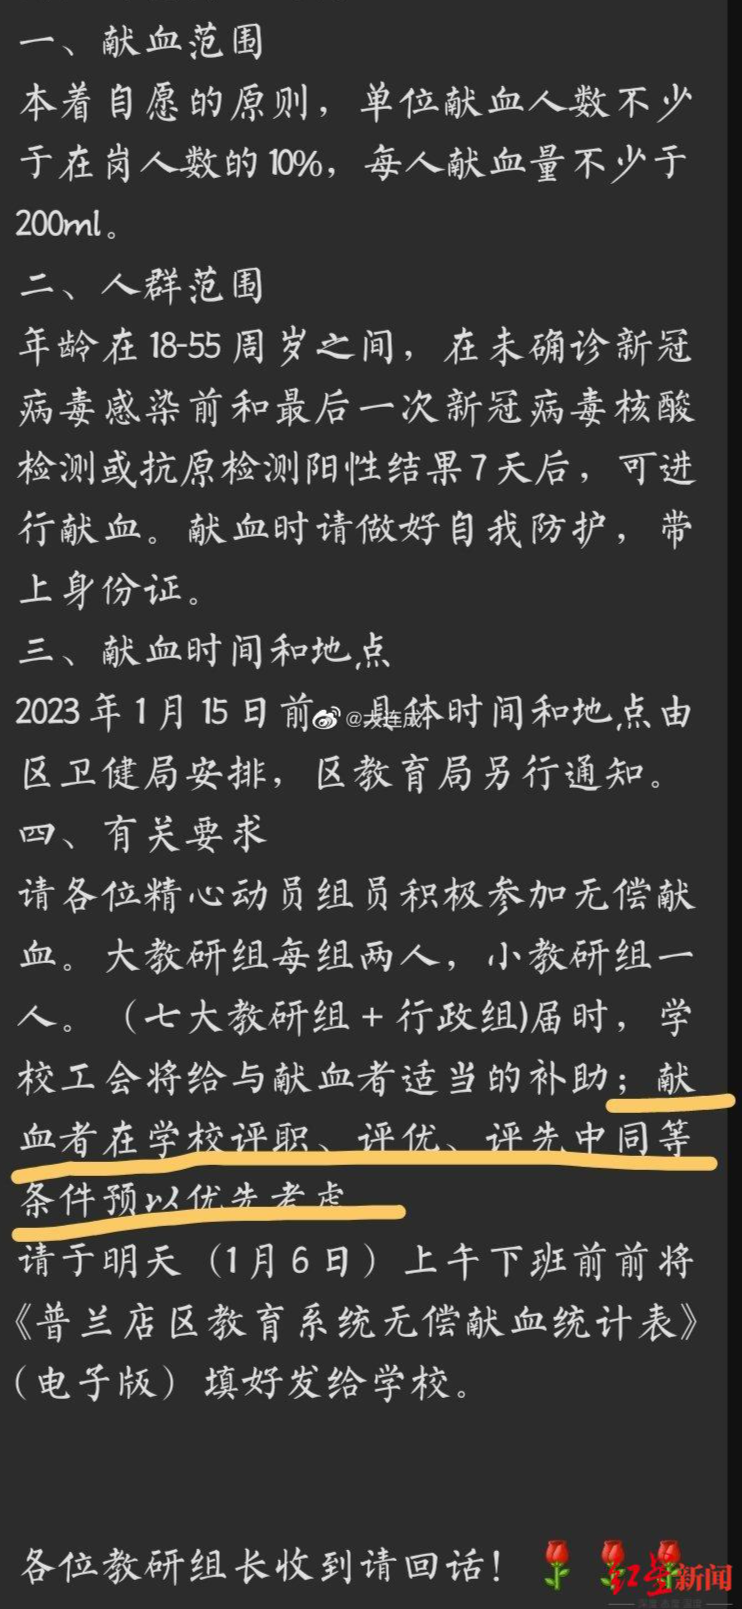 一、献血范围
本着自愿的原则，单位献血人数不少
于在岗人数的10%，每人献血量不少于
200ml。
二、人群范围
年龄在18-55周岁之间，在未确诊新冠
病毒感染前和最后一次新冠病毒核酸
检测或抗原检测阳性结果7天后，可进
行献血。献血时请做好自我防护，带
上身份证。
三、献血时间和地点
2023年1月15日前，具体时间和地点由
@大连成
区卫健局安排，区教育局另行通知。
四、有关要求
请各位精心动员组员积极参加无偿献
血。大教研组每组两人，小教研组一
人。（七大教研组+行政组)届时，学
校工会将给与献血者适当的补助；献
血者在学校评职、评优、评先中同等
条件预以优先考虑
请于明天（1月6日）上午下班前前将
《普兰店区教育系统无偿献血统计表》
（电子版）填好发给学校。
各位教研组长收到请回话！🌹🌹🌹
红星新闻
深度 态度 温度